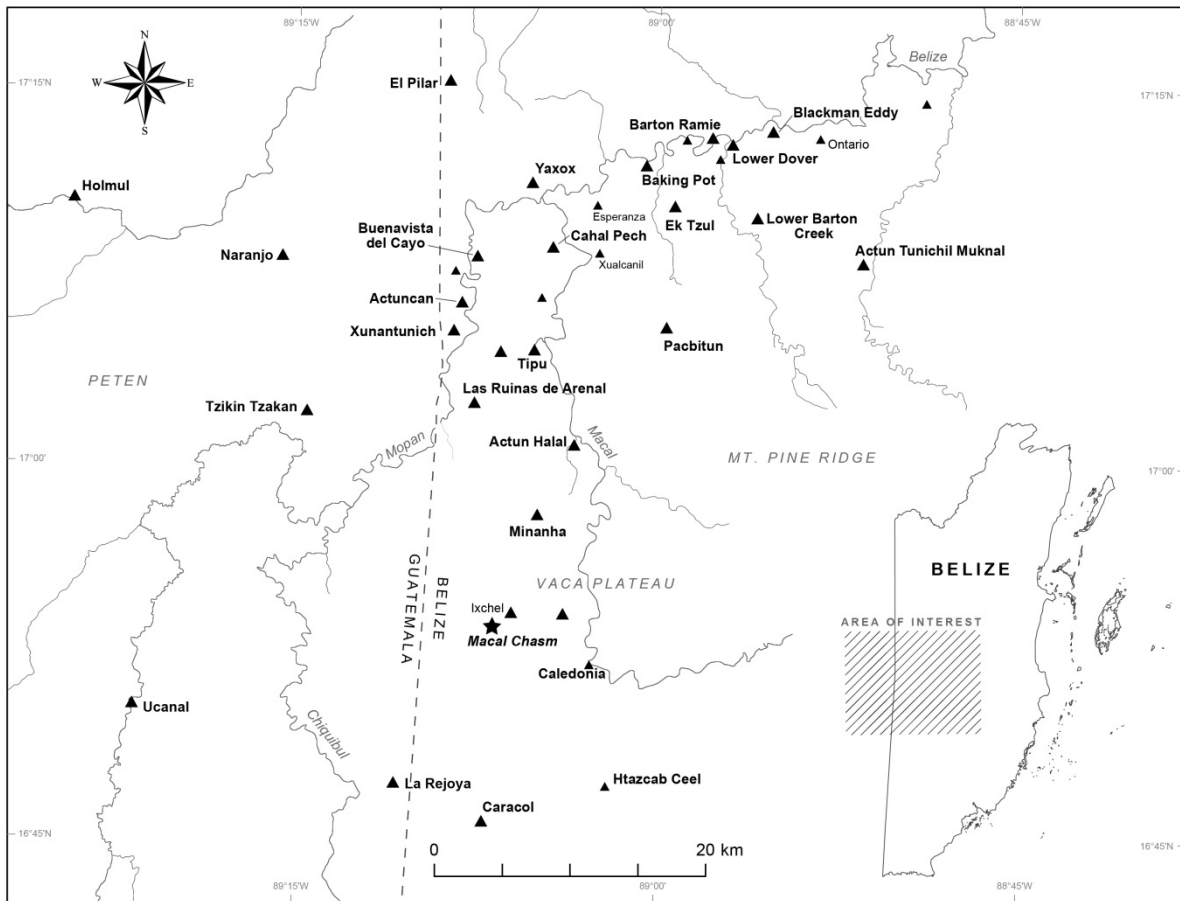 89°15'W
89°00'W
88°45'W
N
W
E
S
17°15'N
17°15'N
El Pilar
Belize
Blackman Eddy
Barton Ramie
Ontario
Lower Dover
Yaxox
Baking Pot
Holmul
Esperanza
Ek Tzul
Lower Barton
Creek
Buenavista
del Cayo
Cahal Pech
Xualcanil
Naranjo
Actun Tunichil Muknal
Actuncan
Xunantunich
Pacbitun
Tipu
PETEN
Las Ruinas de Arenal
Tzikin Tzakan
Mopan
Actun Halal
Macal
MT. PINE RIDGE
17°00'
17°00'
Minanha
GUATEMALA
BELIZE
VACA PLATEAU
BELIZE
Ixchel
Macal Chasm
AREA OF INTEREST
Caledonia
Ucanal
Chiquibul
La Rejoya
Htzcab Ceel
Caracol
16°45'N
16°45'N
0
20 km
89°15'W
89°00'W
88°45'W